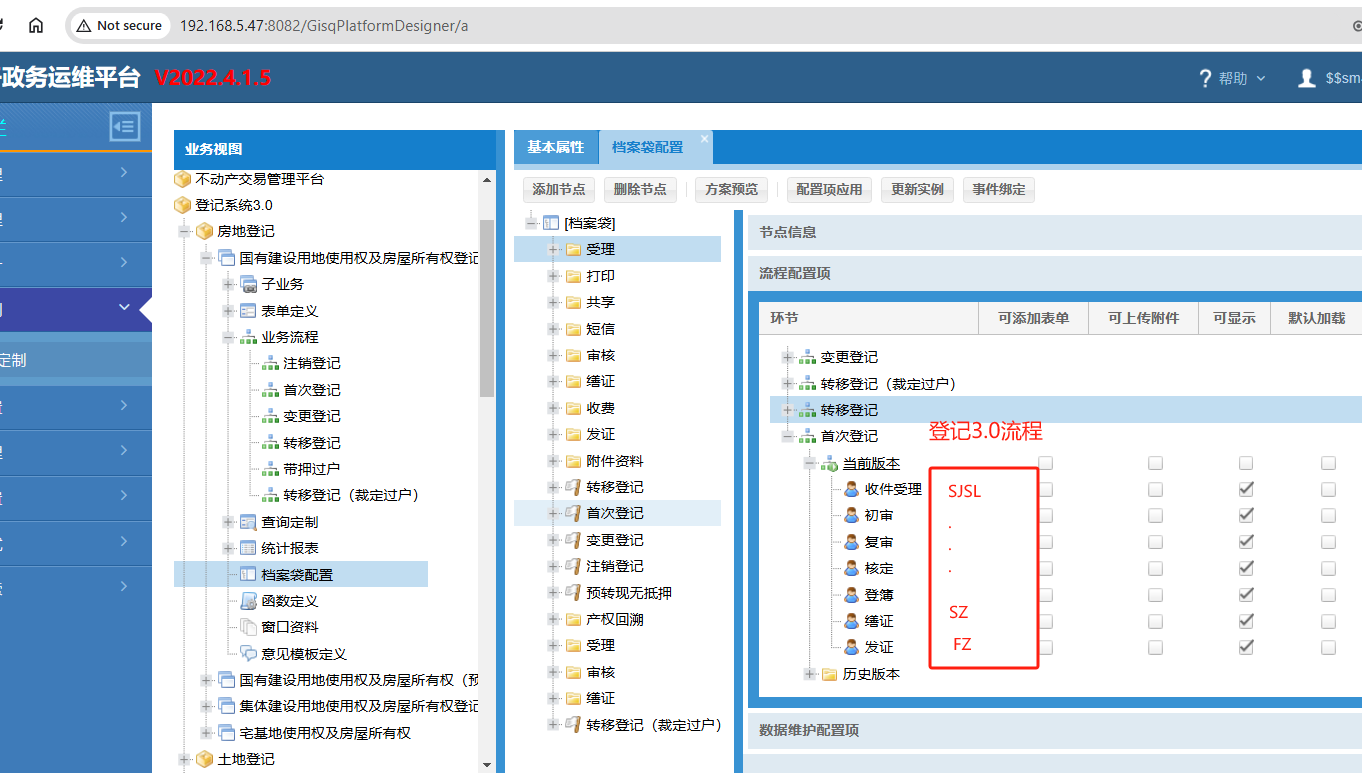 Not secure 192.168.5.47:8082/GisqPlatformDesigner/a
政务运维平台 V2022.4.1.5
帮助
$$sm
定制
业务视图
不动产交易管理平台
登记系统3.0
房地登记
国有建设用地使用权及房屋所有权登记
子业务
表单定义
业务流程
注销登记
首次登记
变更登记
转移登记
带押过户
转移登记（裁定过户）
查询定制
统计报表
档案袋配置
函数定义
窗口资料
意见模板定义
国有建设用地使用权及房屋所有权（预
集体建设用地使用权及房屋所有权登记
宅基地使用权及房屋所有权
土地登记
基本属性 档案袋配置
添加节点 删除节点 方案预览 配置项应用 更新实例 事件绑定
[档案袋]
受理
打印
共享
短信
审核
缮证
收费
发证
附件资料
转移登记
首次登记
变更登记
注销登记
预转现无抵押
产权回溯
受理
审核
缮证
转移登记（裁定过户）
节点信息
流程配置项
环节 可添加表单 可上传附件 可显示 默认加载
变更登记
转移登记（裁定过户）
转移登记
首次登记
登记3.0流程
当前版本
收件受理 SJSL
初审 .
复审 .
核定 .
登簿
缮证 SZ
发证 FZ
历史版本
数据维护配置项